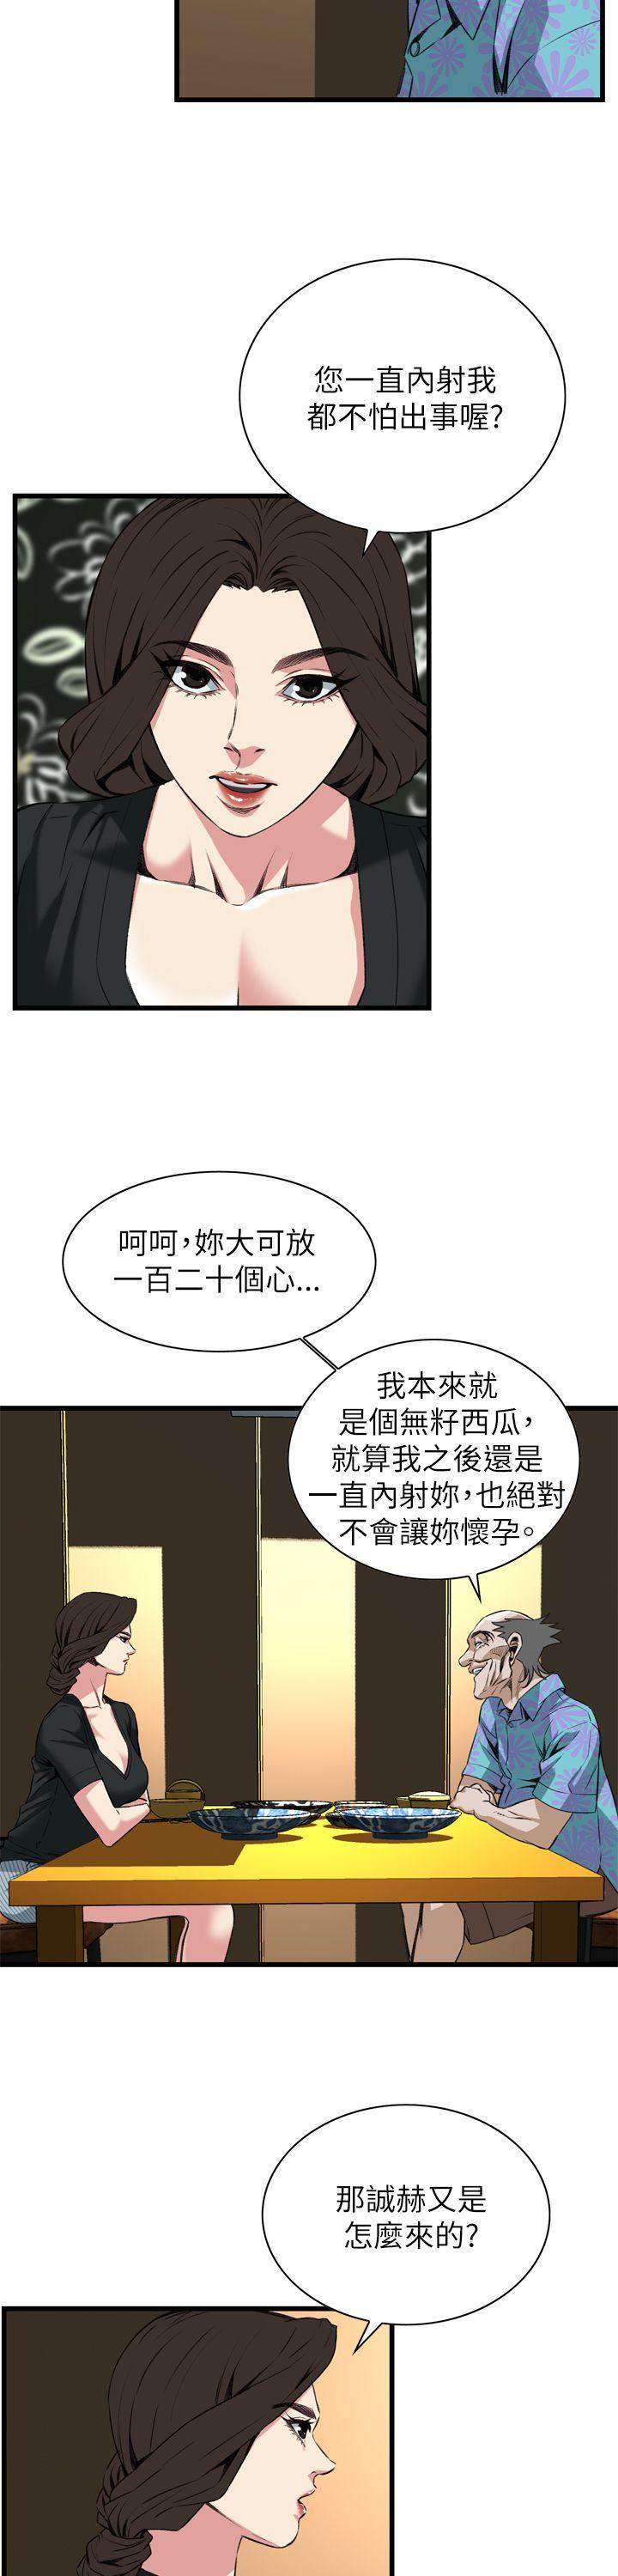 您一直內射我
都不怕出事喔?
呵呵,妳大可放
一百二十個心...
我本來就
是個無籽西瓜,
就算我之後還是
一直內射妳,也絕對
不會讓妳懷孕。
那誠赫又是
怎麼來的?